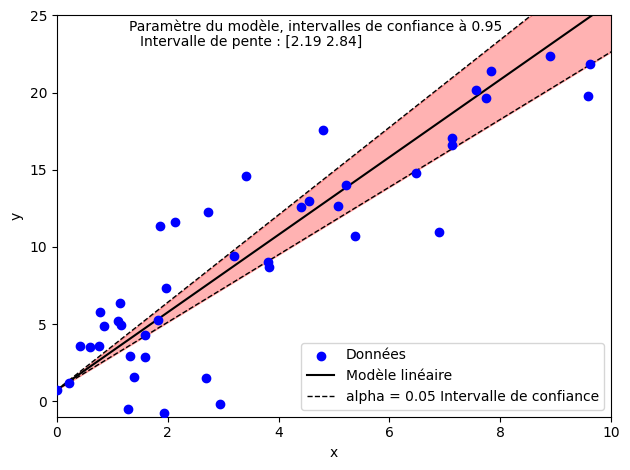 Paramètre du modèle, intervalles de confiance à 0.95
Intervalle de pente : [2.19 2.84]
25
20
15
10
5
0
y
Données
Modèle linéaire
alpha = 0.05 Intervalle de confiance
0 2 4 6 8 10
x